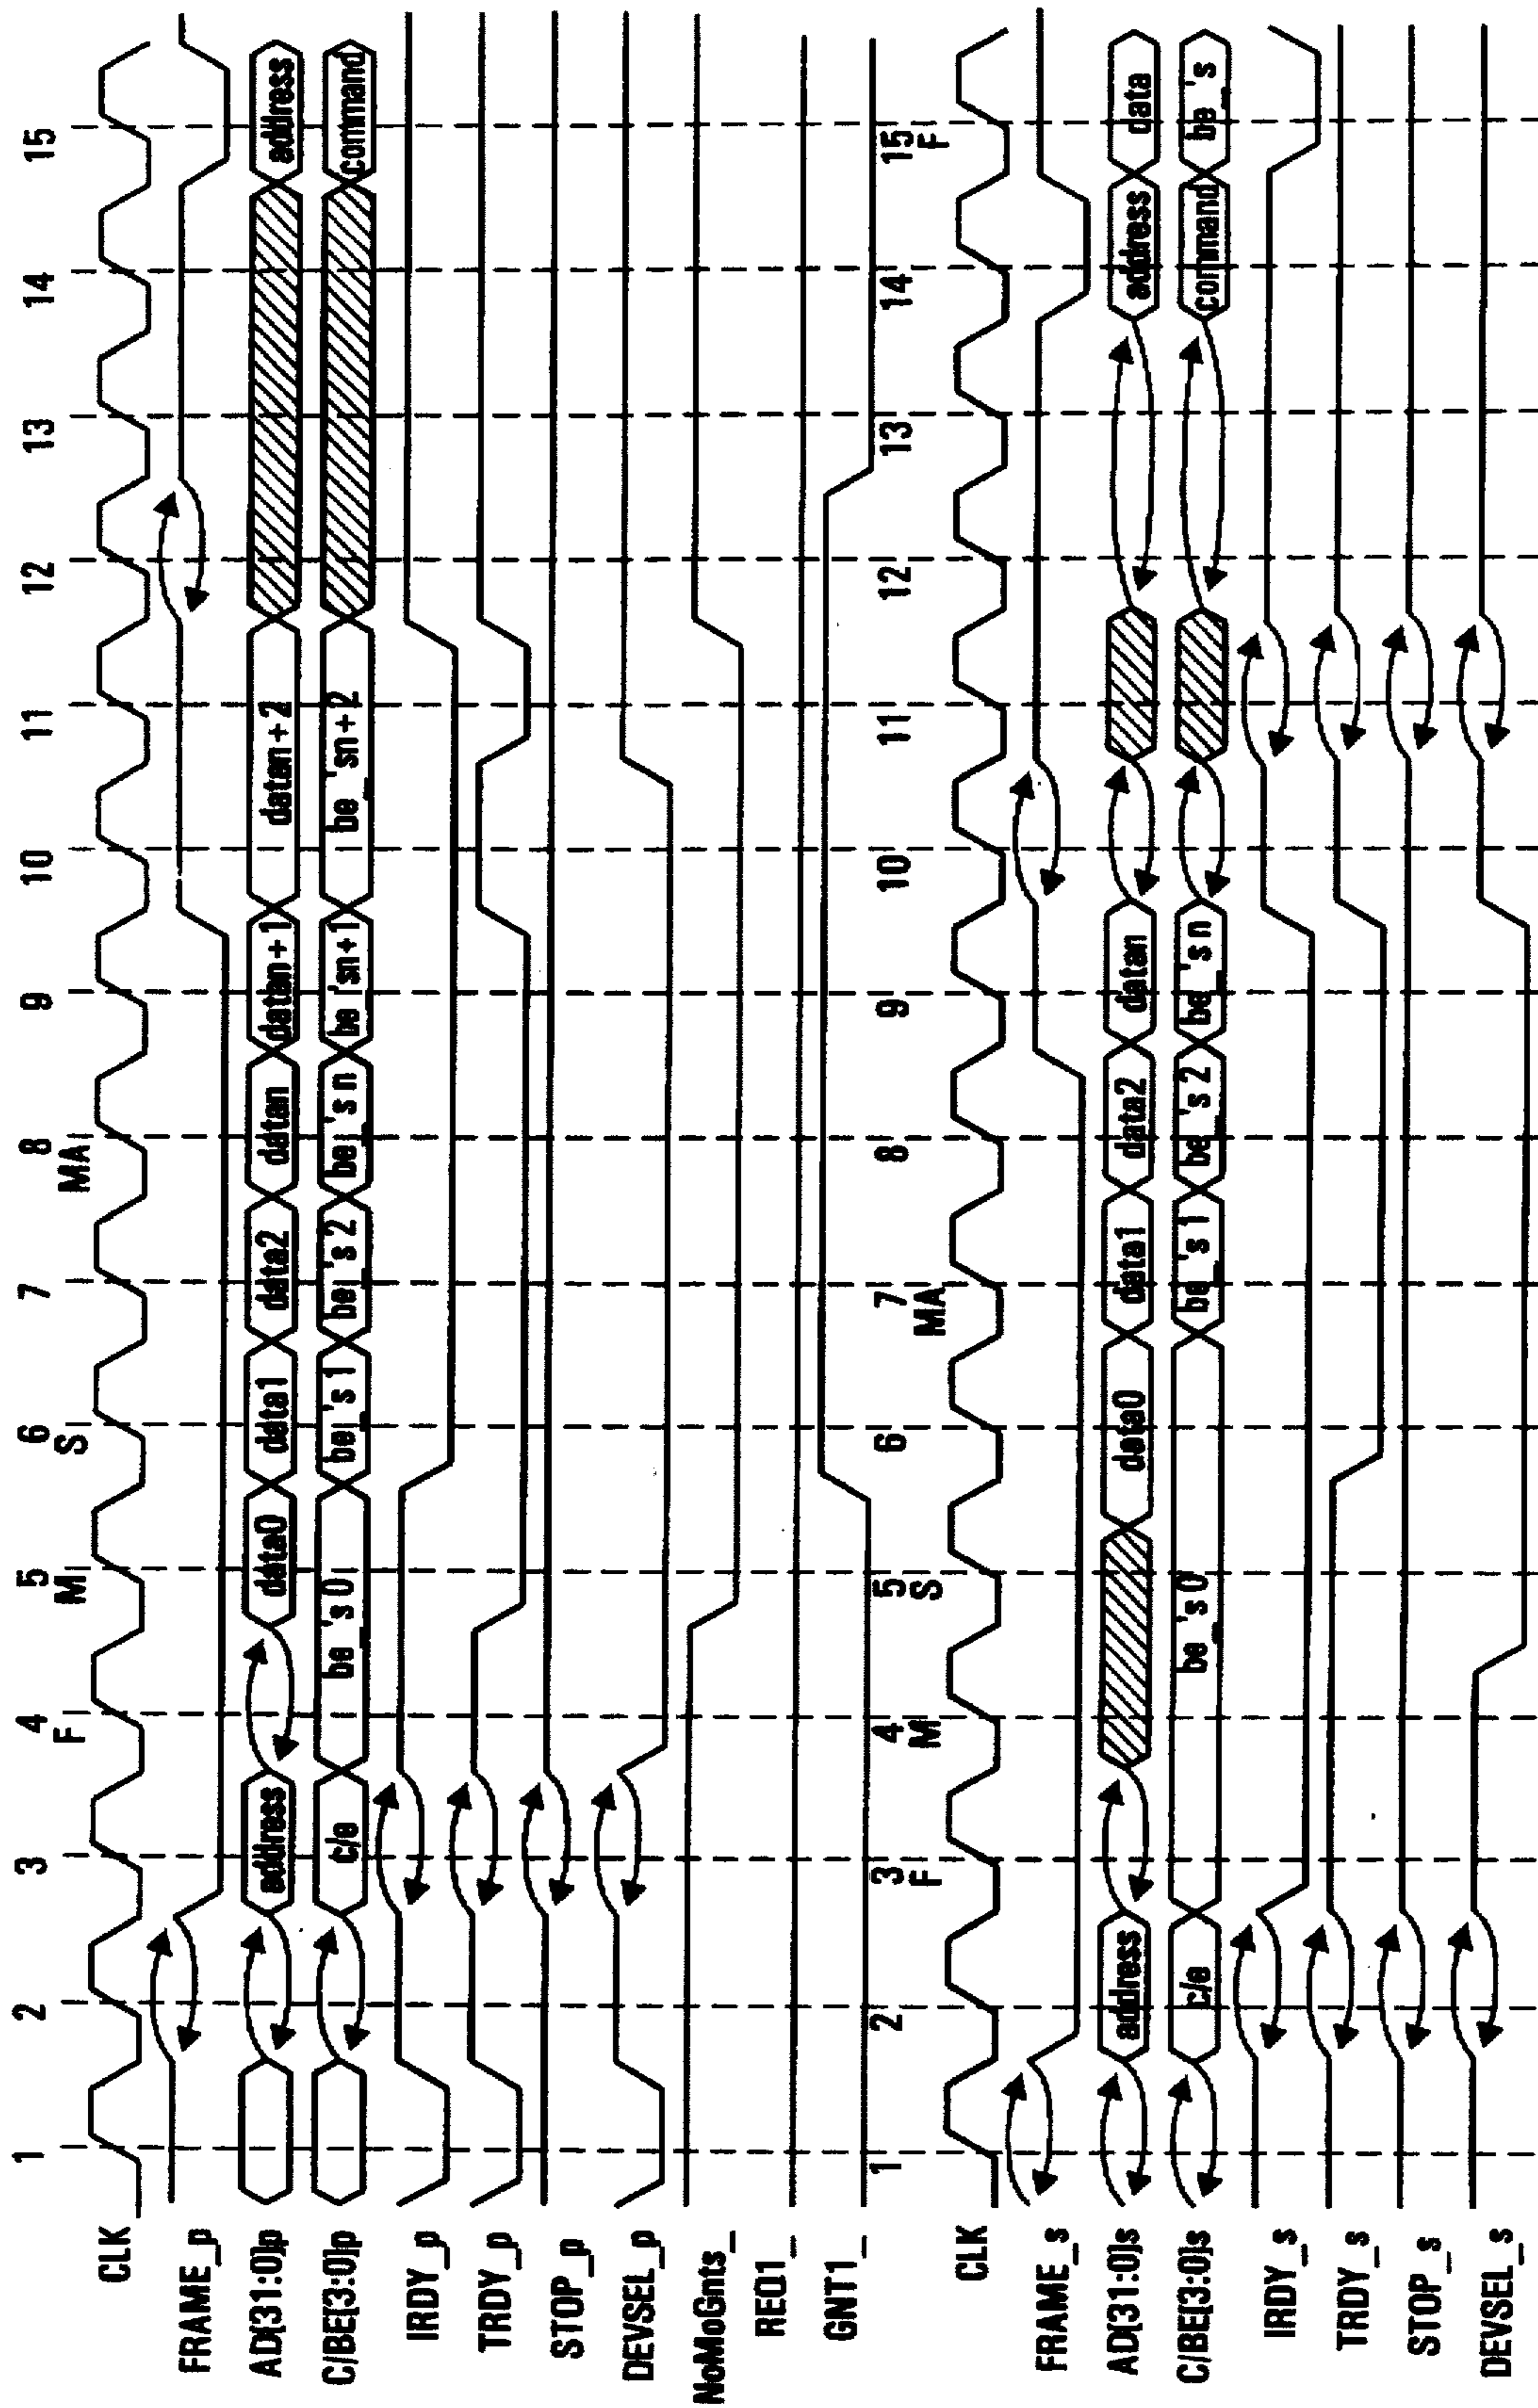 1 2 3 4 5 6 7 8 9 10 11 12 13 14 15
F M S MA
CLK
FRAME_p
AD[31:0]p address data0 data1 data2 datan datan+1 datan+2 address
C/BE[3:0]p c/e be_'s 0 be_'s 1 be_'s 2 be_'s n be_'sn+1 be_'sn+2 command
IRDY_p
TRDY_p
STOP_p
DEVSEL_p
NoMoGnts_
REQ1_
GNT1_
1 2 3 4 5 6 7 8 9 10 11 12 13 14 15
F M S MA F
CLK
FRAME_s
AD[31:0]s address data0 data1 data2 datan address data
C/BE[3:0]s c/e be_'s 0 be_'s 1 be_'s 2 be_'s n command be_'s
IRDY_s
TRDY_s
STOP_s
DEVSEL_s